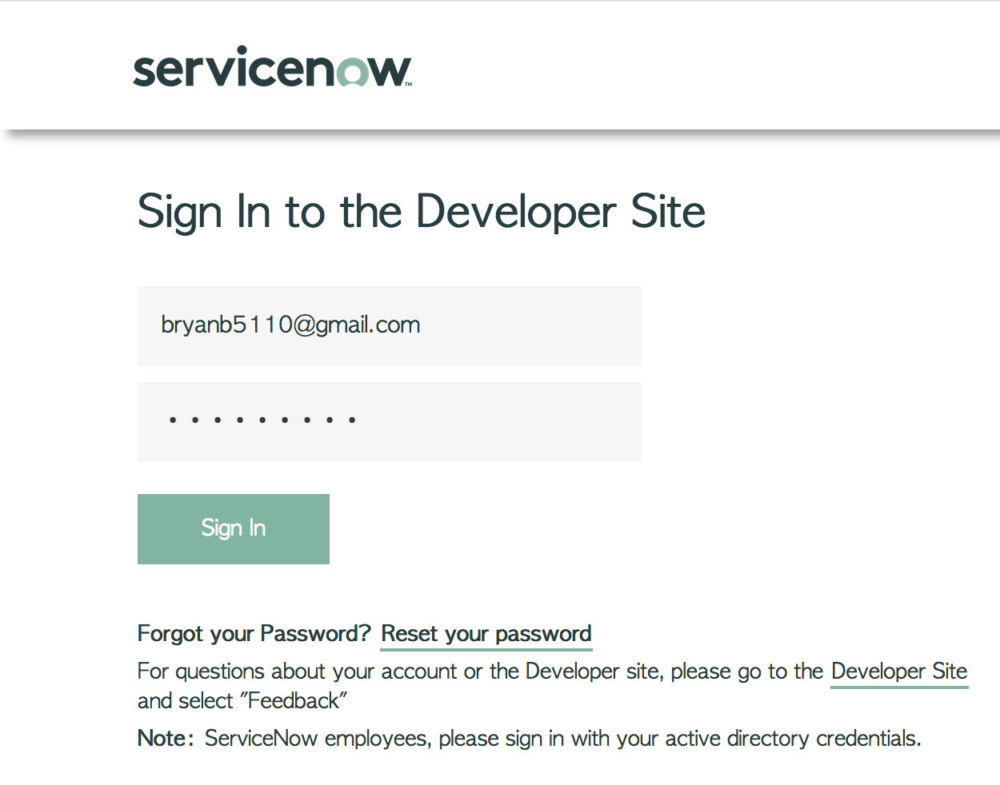 servicenow™
Sign In to the Developer Site
bryanb5110@gmail.com
•••••••••
Sign In
Forgot your Password? Reset your password
For questions about your account or the Developer site, please go to the Developer Site
and select "Feedback"
Note: ServiceNow employees, please sign in with your active directory credentials.